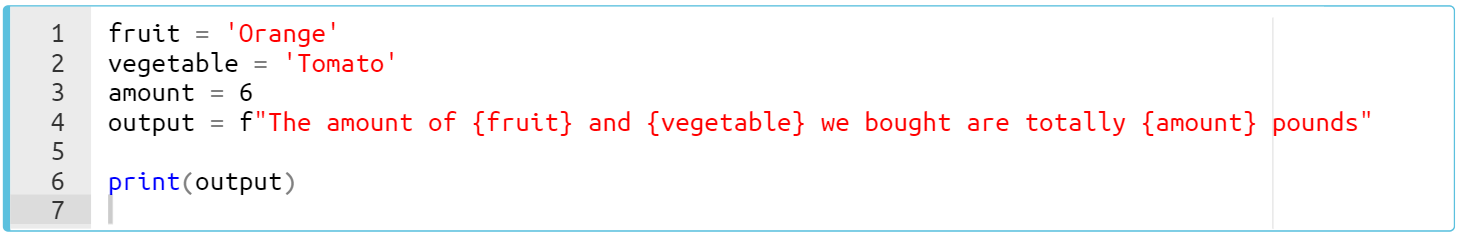 1 fruit = 'Orange'
2 vegetable = 'Tomato'
3 amount = 6
4 output = f"The amount of {fruit} and {vegetable} we bought are totally {amount} pounds"
5
6 print(output)
7